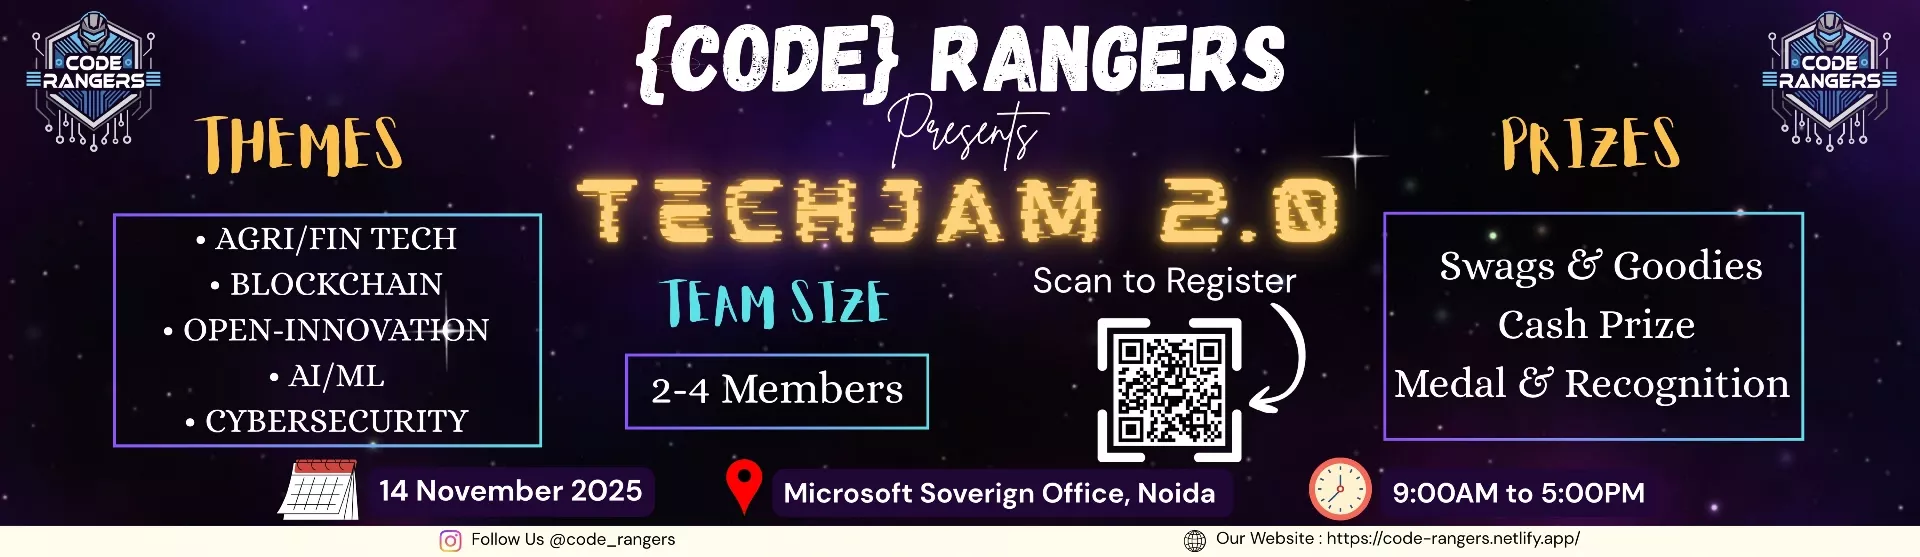 CODE
RANGERS
{CODE} RANGERS
CODE
RANGERS
Presents
TECHJAM 2.0
THEMES
• AGRI/FIN TECH
• BLOCKCHAIN
• OPEN-INNOVATION
• AI/ML
• CYBERSECURITY
TEAM SIZE
2-4 Members
Scan to Register
PRIZES
Swags & Goodies
Cash Prize
Medal & Recognition
14 November 2025
Microsoft Soverign Office, Noida
9:00AM to 5:00PM
Follow Us @code_rangers
Our Website : https://code-rangers.netlify.app/